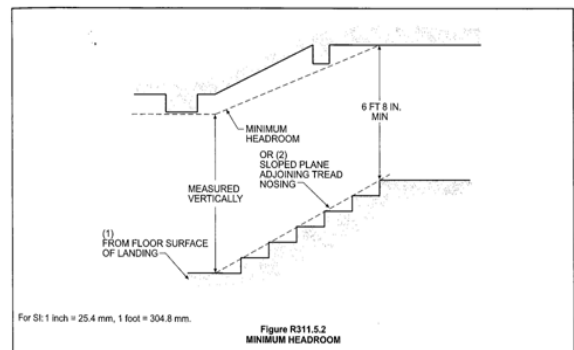 6 FT 8 IN.
MIN
MINIMUM
HEADROOM
OR (2)
SLOPED PLANE
ADJOINING TREAD
NOSING
MEASURED
VERTICALLY
(1)
FROM FLOOR SURFACE
OF LANDING
For SI: 1 inch = 25.4 mm, 1 foot = 304.8 mm.
Figure R311.5.2
MINIMUM HEADROOM